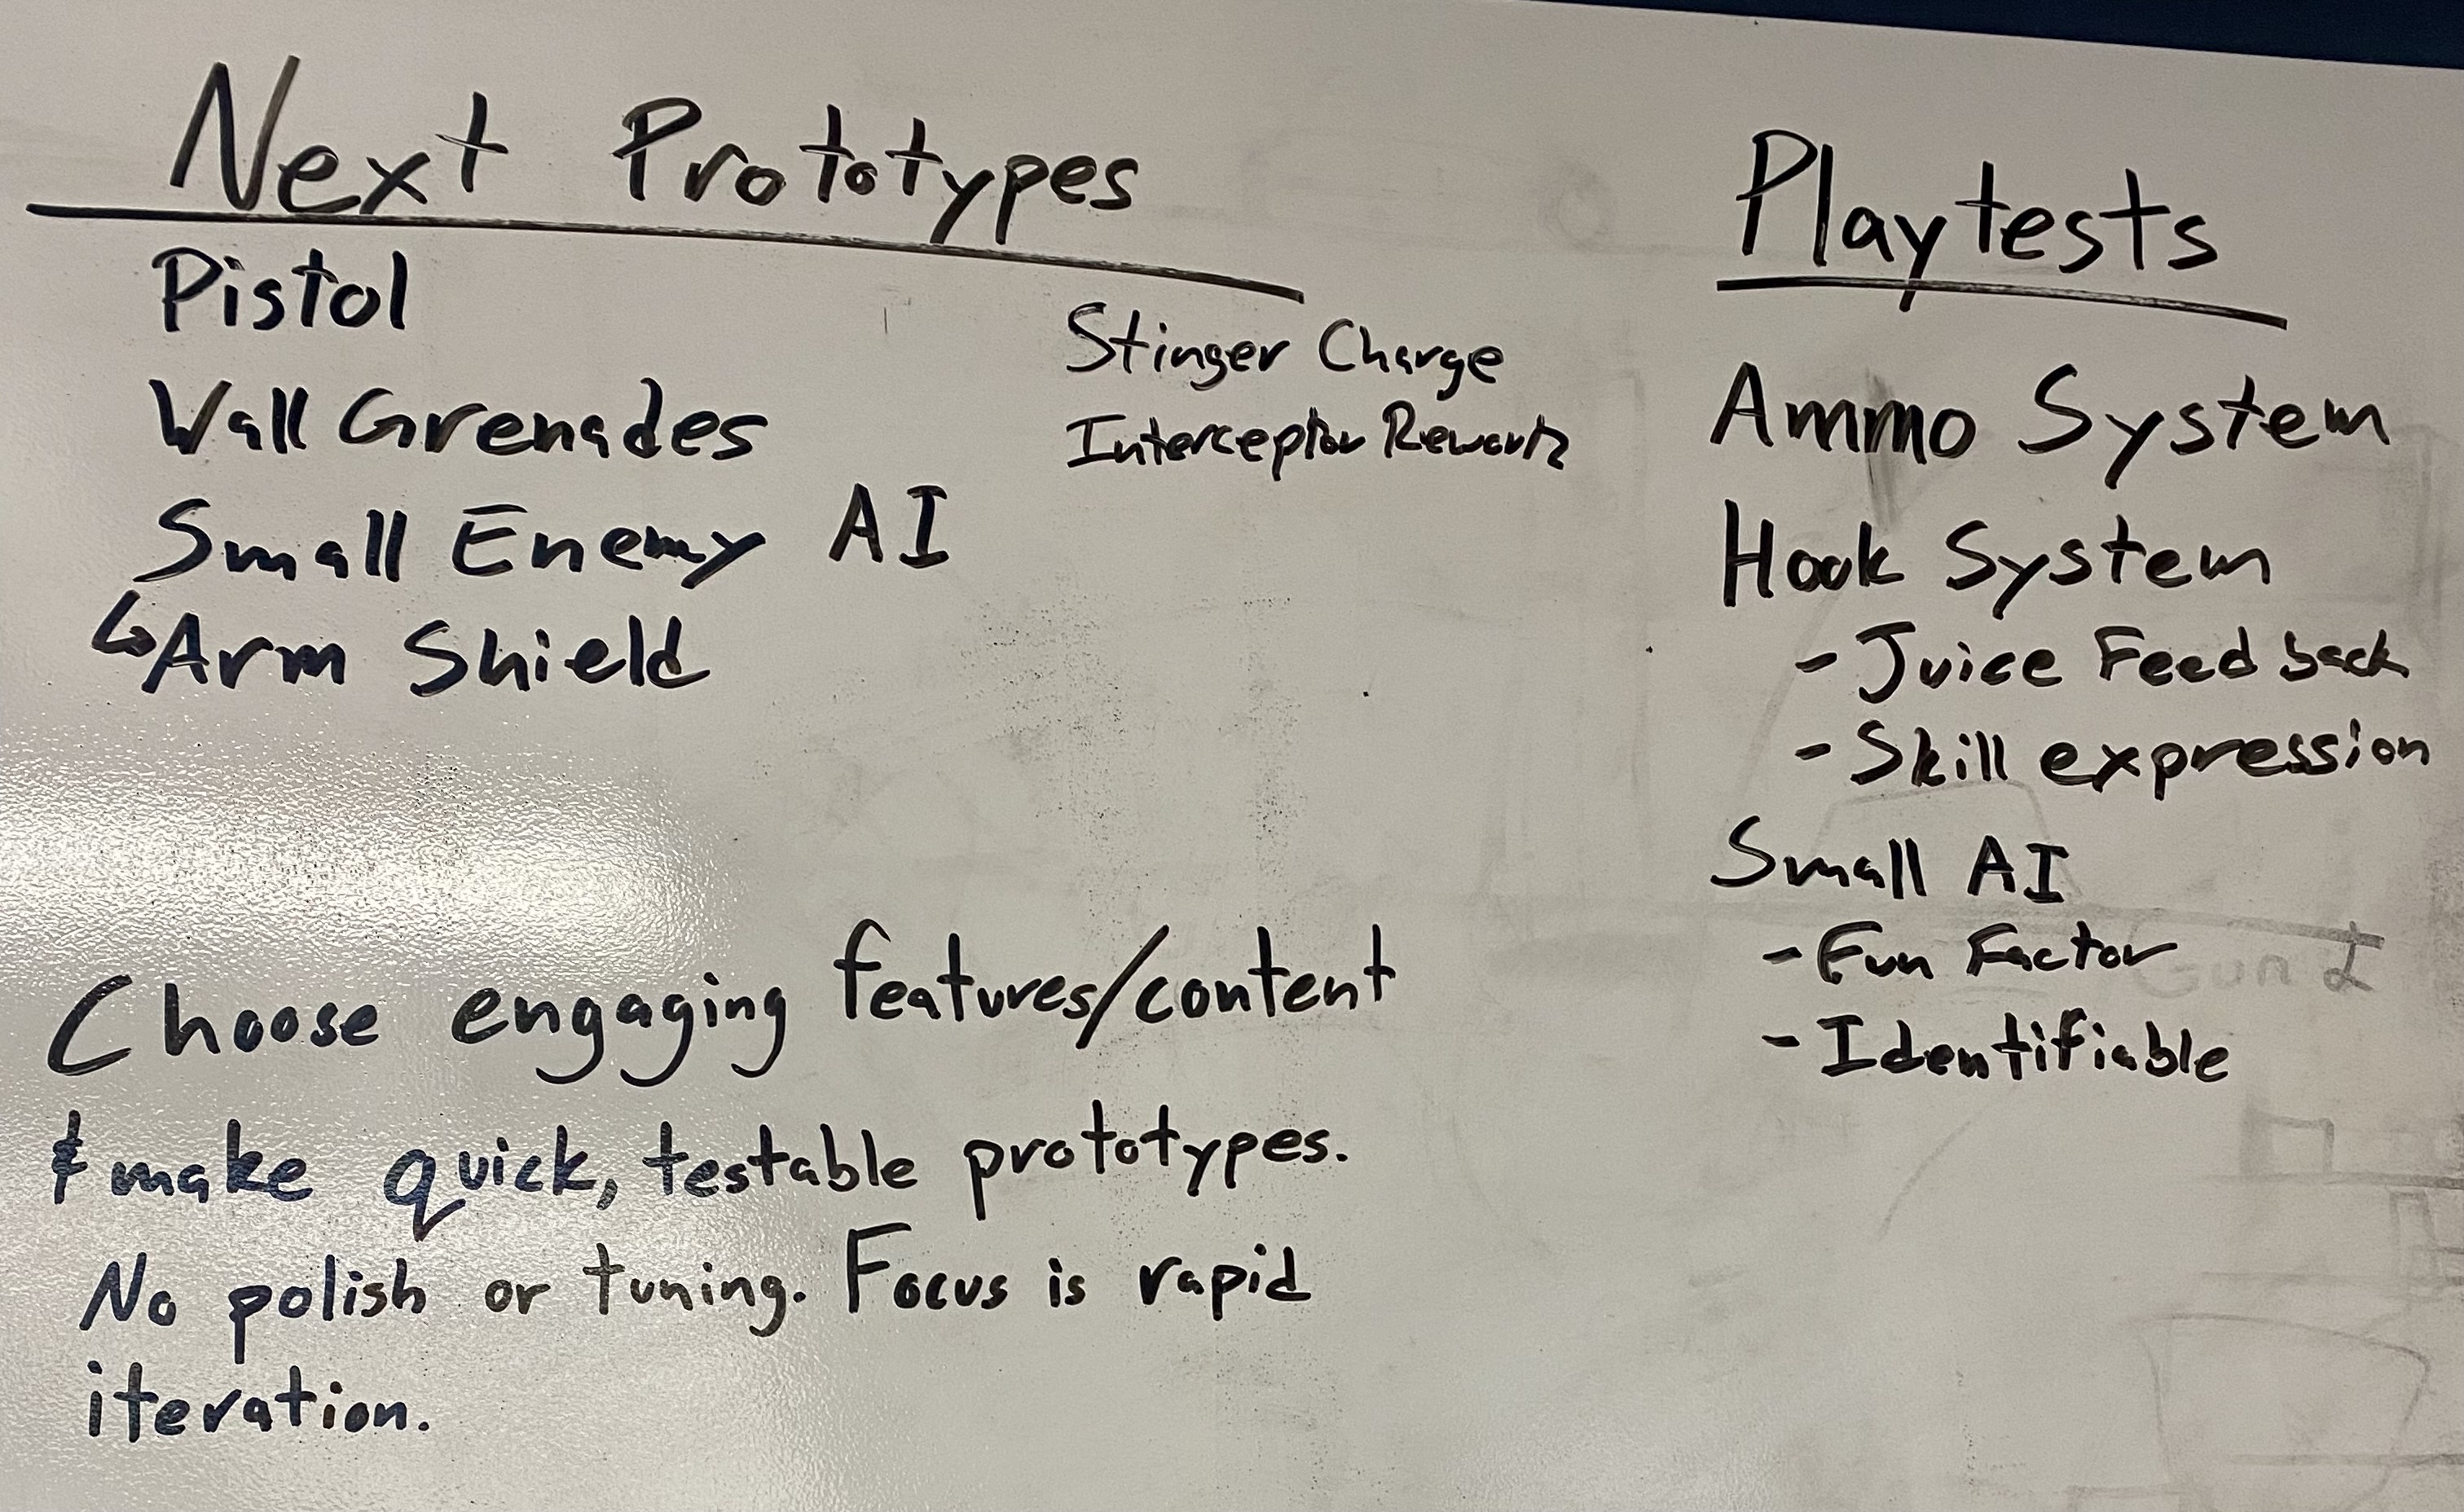 Next Prototypes
Pistol
Wall Grenades
Small Enemy AI
↳Arm Shield
Stinger Charge
Interceptor Rework
Choose engaging features/content
& make quick, testable prototypes.
No polish or tuning. Focus is rapid
iteration.
Playtests
Ammo System
Hook System
- Juice Feedback
- Skill expression
Small AI
- Fun Factor
- Identifiable
Gun